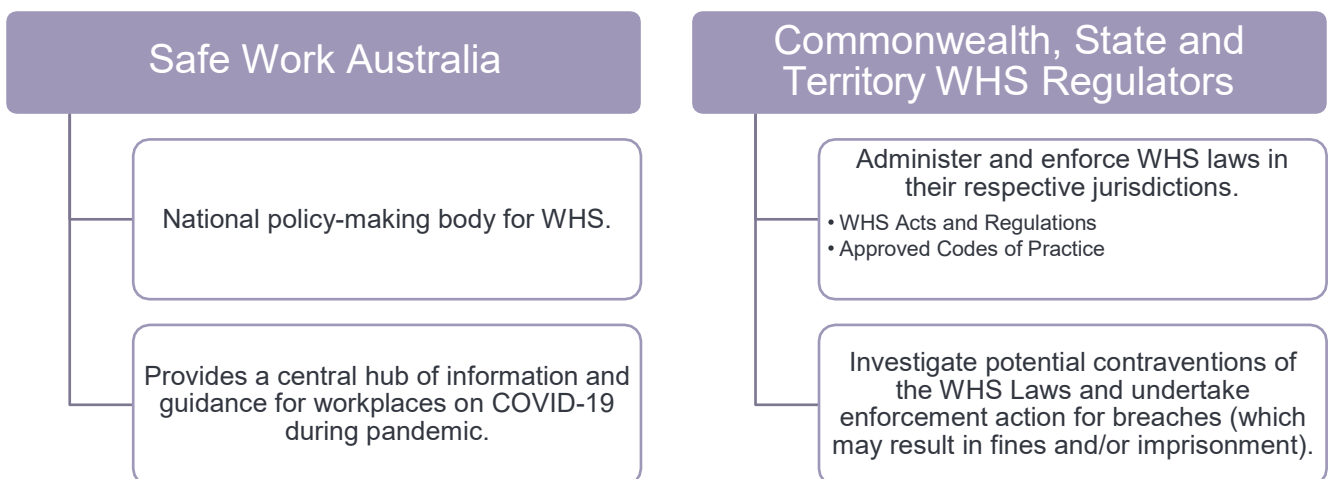 Safe Work Australia
National policy-making body for WHS.
Provides a central hub of information and
guidance for workplaces on COVID-19
during pandemic.
Commonwealth, State and
Territory WHS Regulators
Administer and enforce WHS laws in
their respective jurisdictions.
• WHS Acts and Regulations
• Approved Codes of Practice
Investigate potential contraventions of
the WHS Laws and undertake
enforcement action for breaches (which
may result in fines and/or imprisonment).